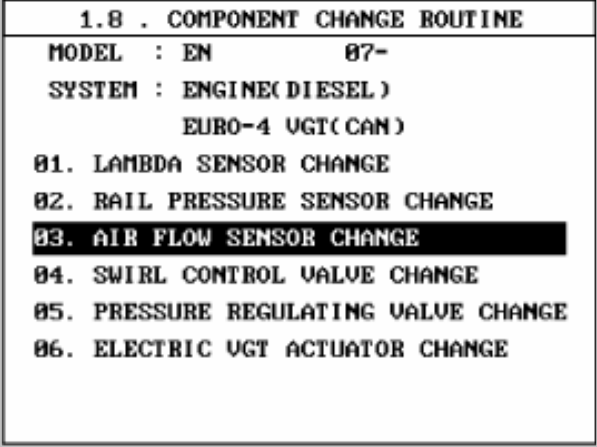 1.8 . COMPONENT CHANGE ROUTINE
MODEL : EN 07-
SYSTEM : ENGINE(DIESEL)
EURO-4 VGT(CAN)
01. LAMBDA SENSOR CHANGE
02. RAIL PRESSURE SENSOR CHANGE
03. AIR FLOW SENSOR CHANGE
04. SWIRL CONTROL VALVE CHANGE
05. PRESSURE REGULATING VALVE CHANGE
06. ELECTRIC VGT ACTUATOR CHANGE